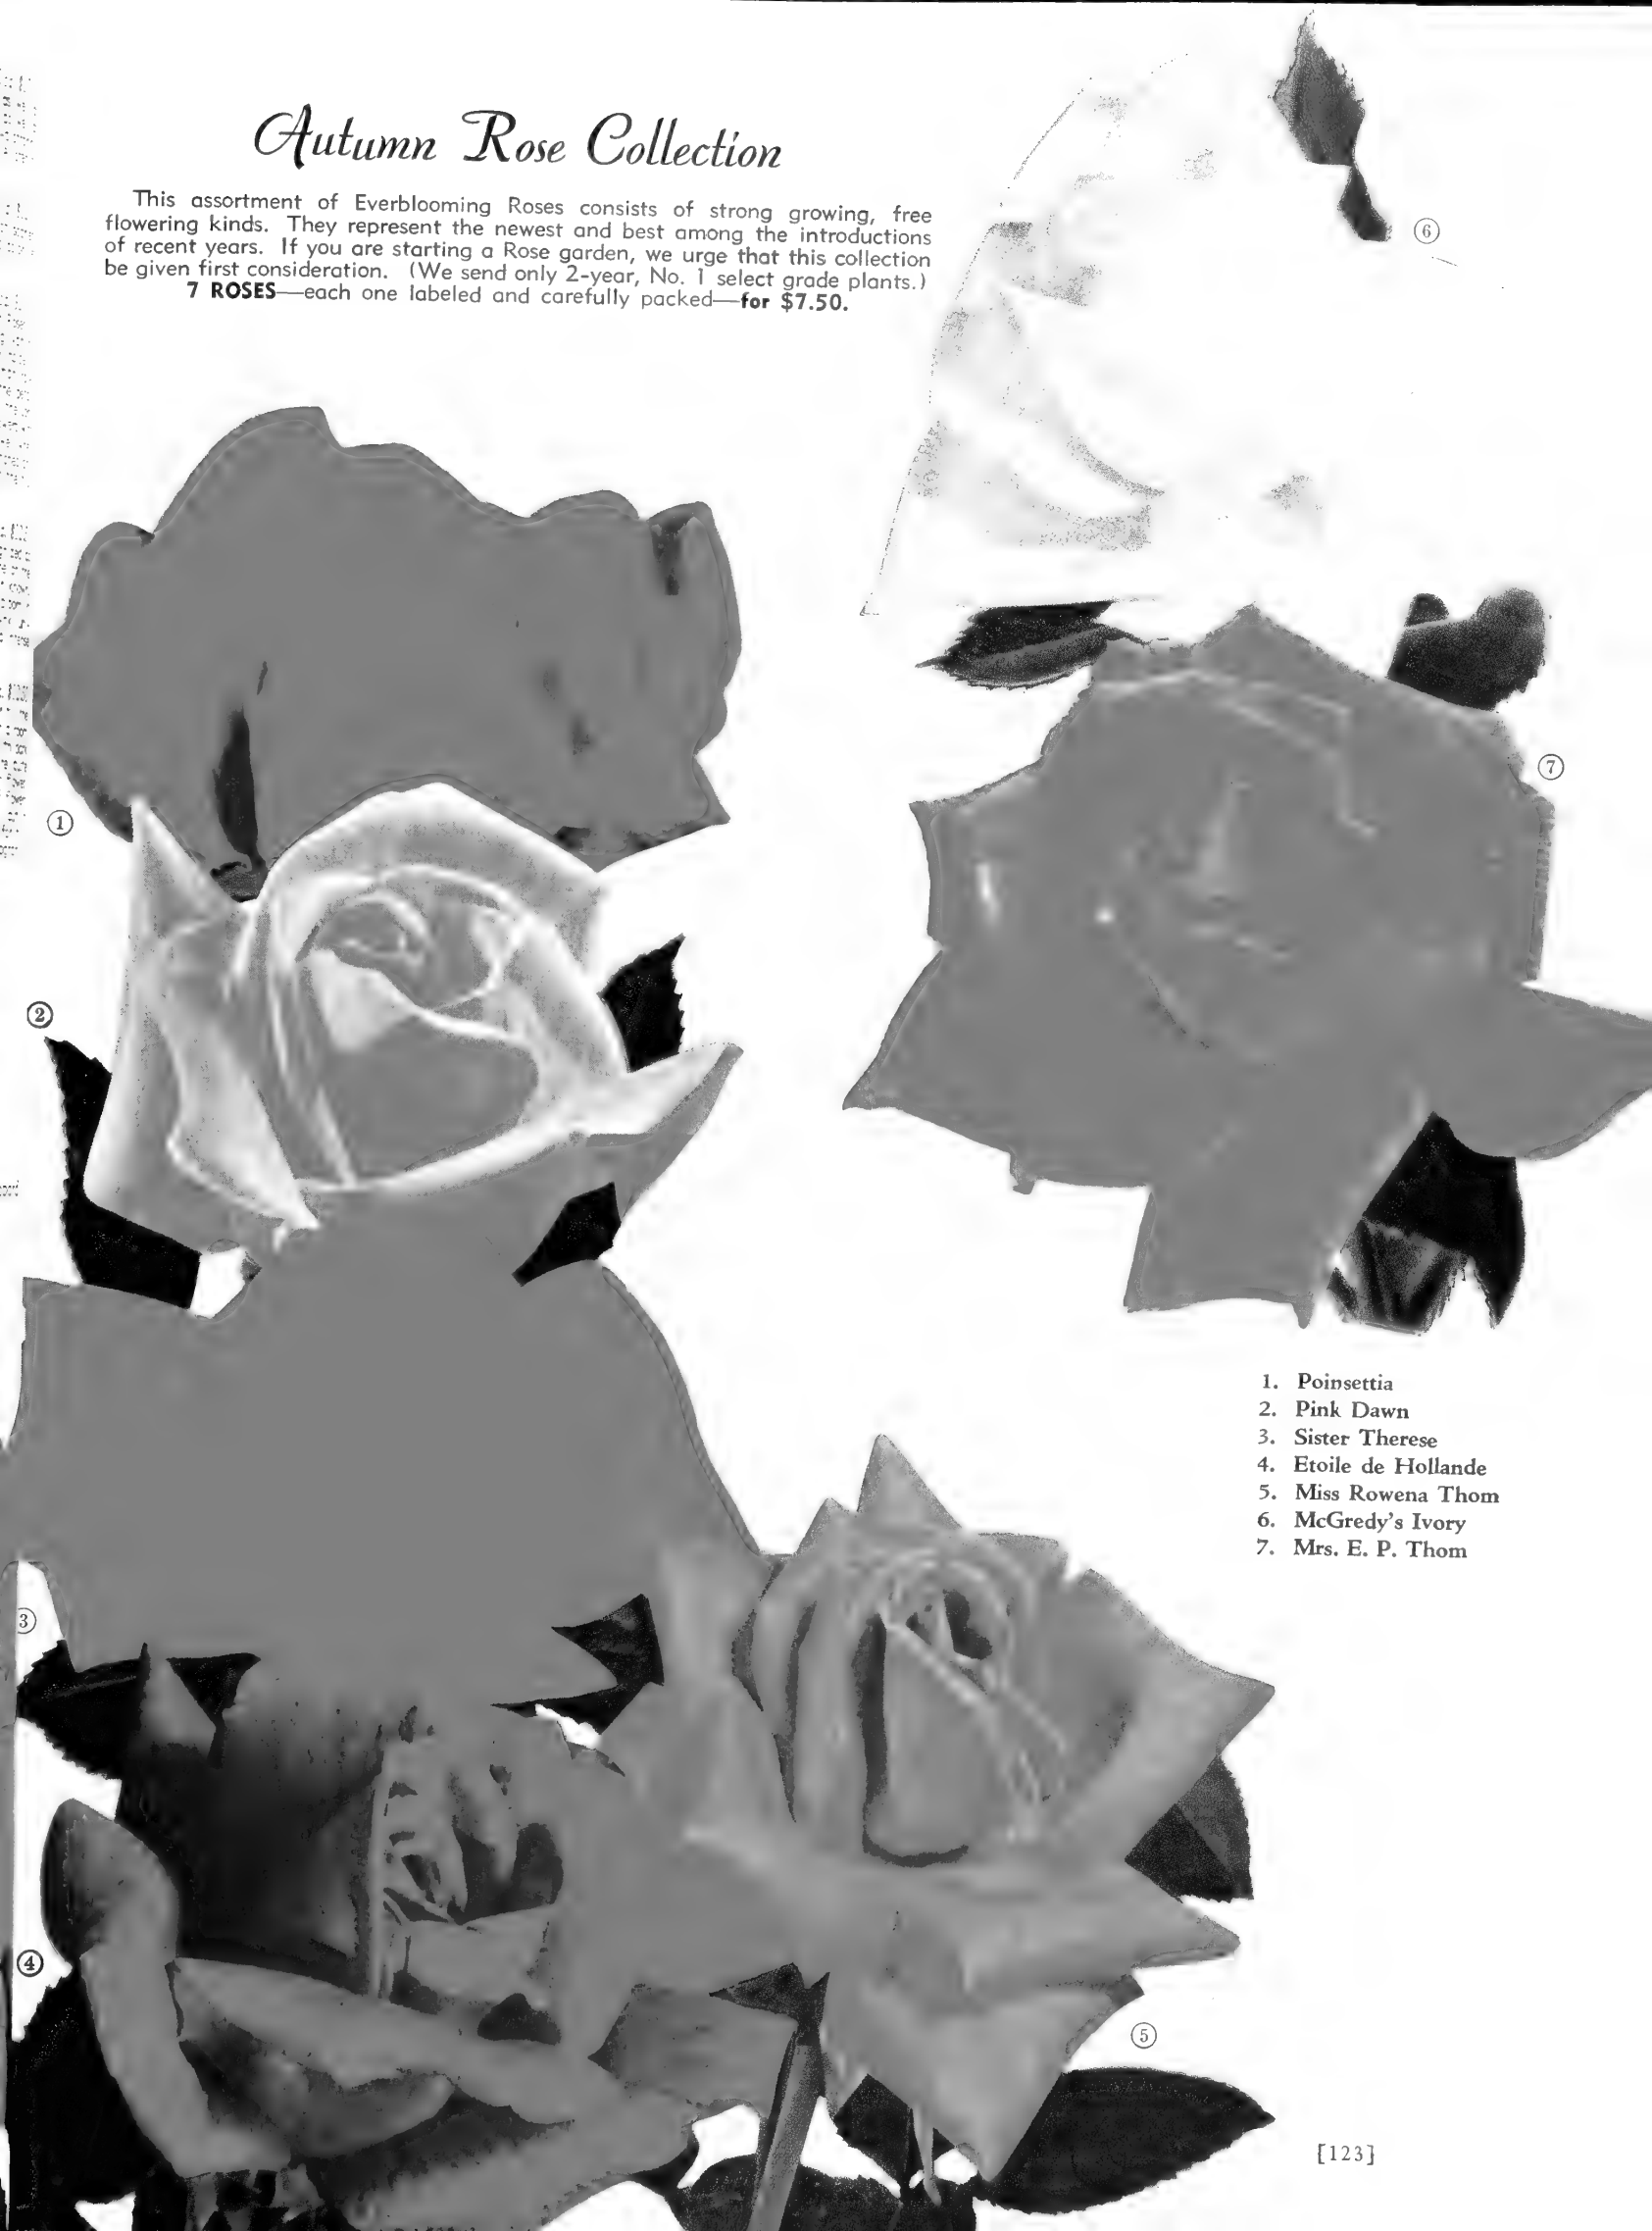 Autumn Rose Collection
This assortment of Everblooming Roses consists of strong growing, free
flowering kinds. They represent the newest and best among the introductions
of recent years. If you are starting a Rose garden, we urge that this collection
be given first consideration. (We send only 2-year, No. 1 select grade plants.)
7 ROSES—each one labeled and carefully packed—for $7.50.
6
7
1
2
1. Poinsettia
2. Pink Dawn
3. Sister Therese
4. Etoile de Hollande
5. Miss Rowena Thom
6. McGredy's Ivory
7. Mrs. E. P. Thom
3
4
5
[123]